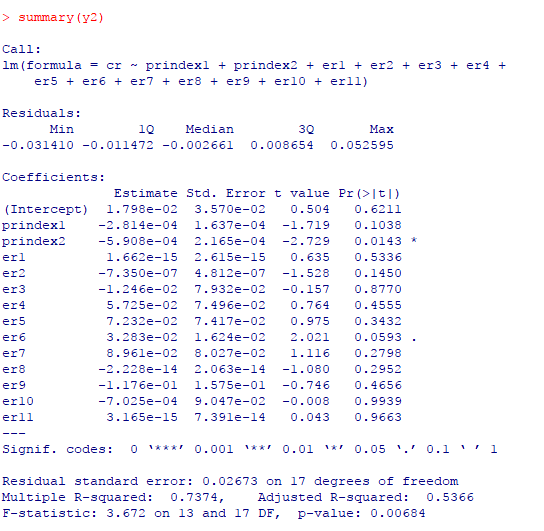 > summary(y2)
Call:
lm(formula = cr ~ prindex1 + prindex2 + er1 + er2 + er3 + er4 +
    er5 + er6 + er7 + er8 + er9 + er10 + er11)
Residuals:
      Min        1Q    Median        3Q       Max
-0.031410 -0.011472 -0.002661  0.008654  0.052595
Coefficients:
              Estimate Std. Error t value Pr(>|t|)
(Intercept)  1.798e-02  3.570e-02   0.504   0.6211
prindex1    -2.814e-04  1.637e-04  -1.719   0.1038
prindex2    -5.908e-04  2.165e-04  -2.729   0.0143 *
er1          1.662e-15  2.615e-15   0.635   0.5336
er2         -7.350e-07  4.812e-07  -1.528   0.1450
er3         -1.246e-02  7.932e-02  -0.157   0.8770
er4          5.725e-02  7.496e-02   0.764   0.4555
er5          7.232e-02  7.417e-02   0.975   0.3432
er6          3.283e-02  1.624e-02   2.021   0.0593 .
er7          8.961e-02  8.027e-02   1.116   0.2798
er8         -2.228e-14  2.063e-14  -1.080   0.2952
er9         -1.176e-01  1.575e-01  -0.746   0.4656
er10        -7.025e-04  9.047e-02  -0.008   0.9939
er11         3.165e-15  7.391e-14   0.043   0.9663
---
Signif. codes:  0 ‘***’ 0.001 ‘**’ 0.01 ‘*’ 0.05 ‘.’ 0.1 ‘ ’ 1
Residual standard error: 0.02673 on 17 degrees of freedom
Multiple R-squared:  0.7374,    Adjusted R-squared:  0.5366
F-statistic: 3.672 on 13 and 17 DF,  p-value: 0.00684